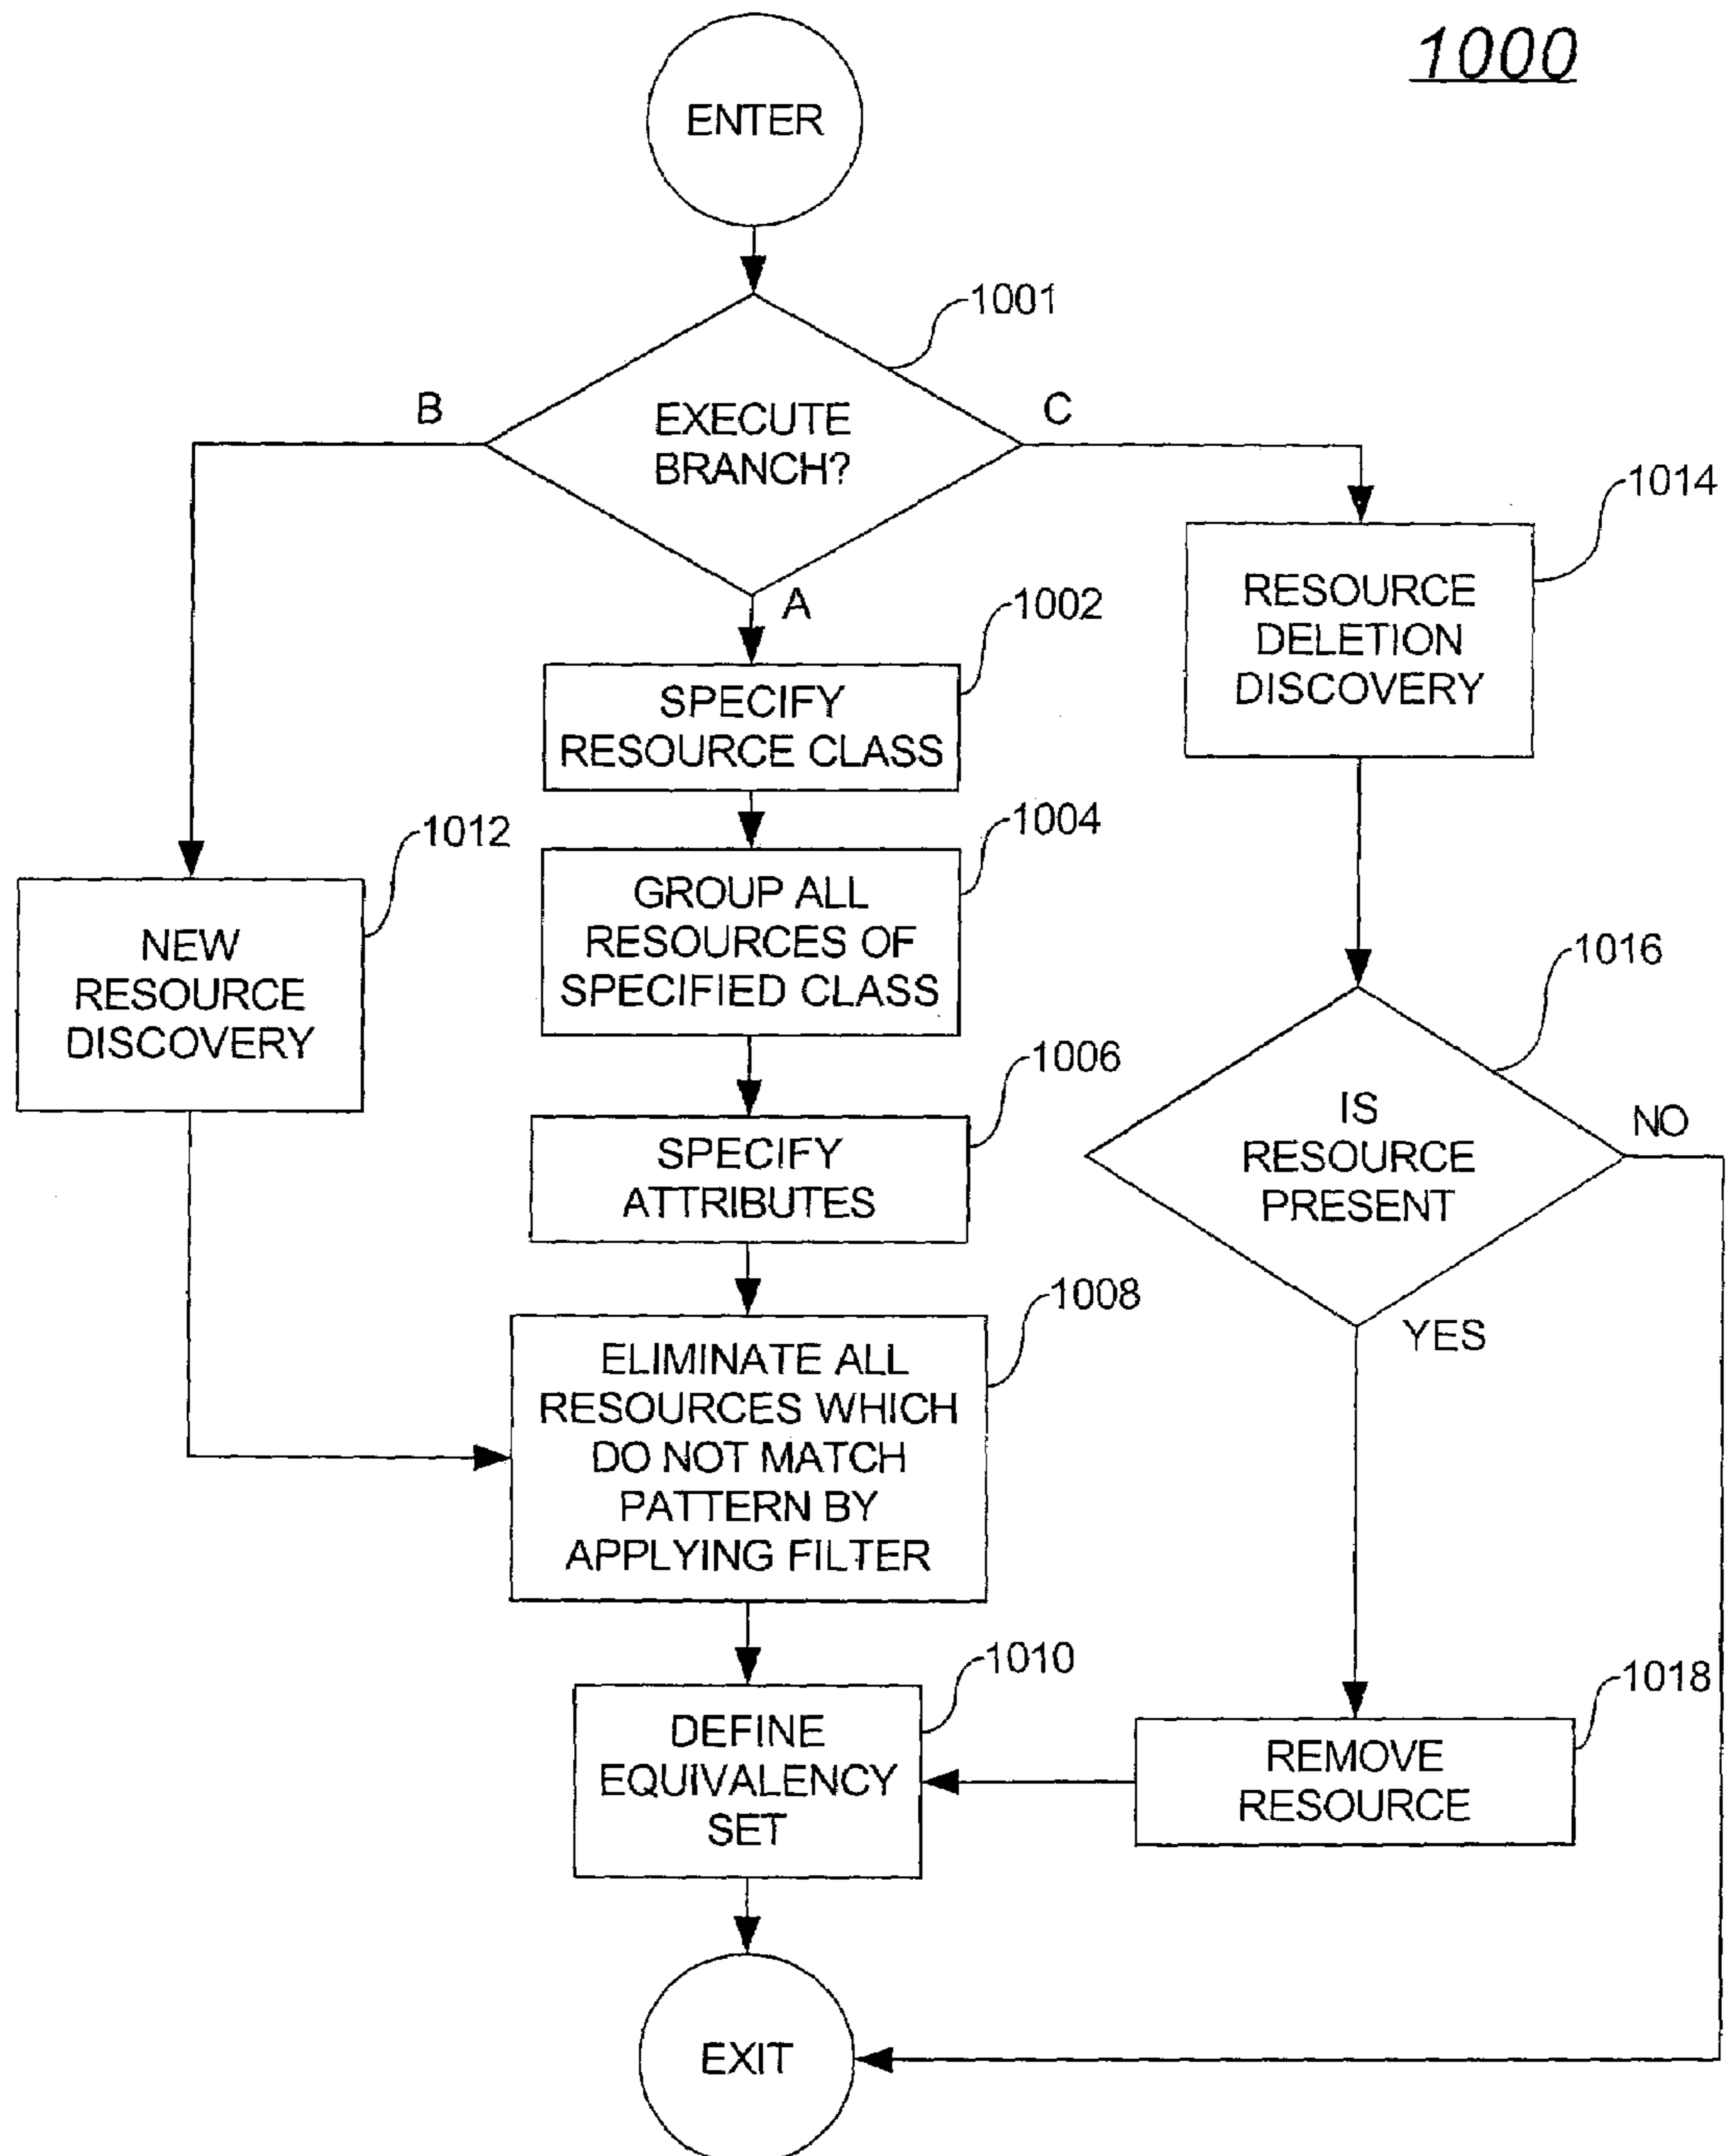 1000
ENTER
1001
EXECUTE
BRANCH?
B
C
A
1002
SPECIFY
RESOURCE CLASS
1014
RESOURCE
DELETION
DISCOVERY
1004
GROUP ALL
RESOURCES OF
SPECIFIED CLASS
1012
NEW
RESOURCE
DISCOVERY
1016
IS
RESOURCE
PRESENT
NO
YES
1006
SPECIFY
ATTRIBUTES
1008
ELIMINATE ALL
RESOURCES WHICH
DO NOT MATCH
PATTERN BY
APPLYING FILTER
1010
DEFINE
EQUIVALENCY
SET
1018
REMOVE
RESOURCE
EXIT